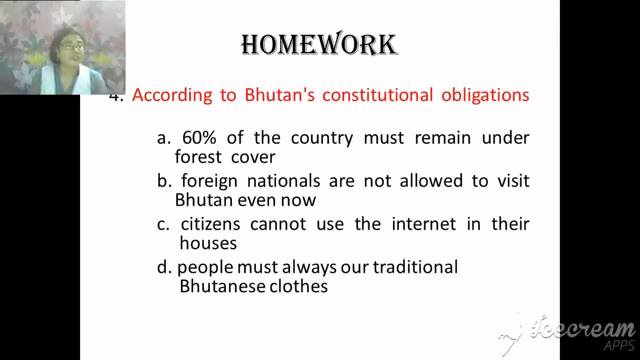 HOMEWORK
4. According to Bhutan's constitutional obligations
a. 60% of the country must remain under
forest cover
b. foreign nationals are not allowed to visit
Bhutan even now
c. citizens cannot use the internet in their
houses
d. people must always our traditional
Bhutanese clothes
Icecream
APPS